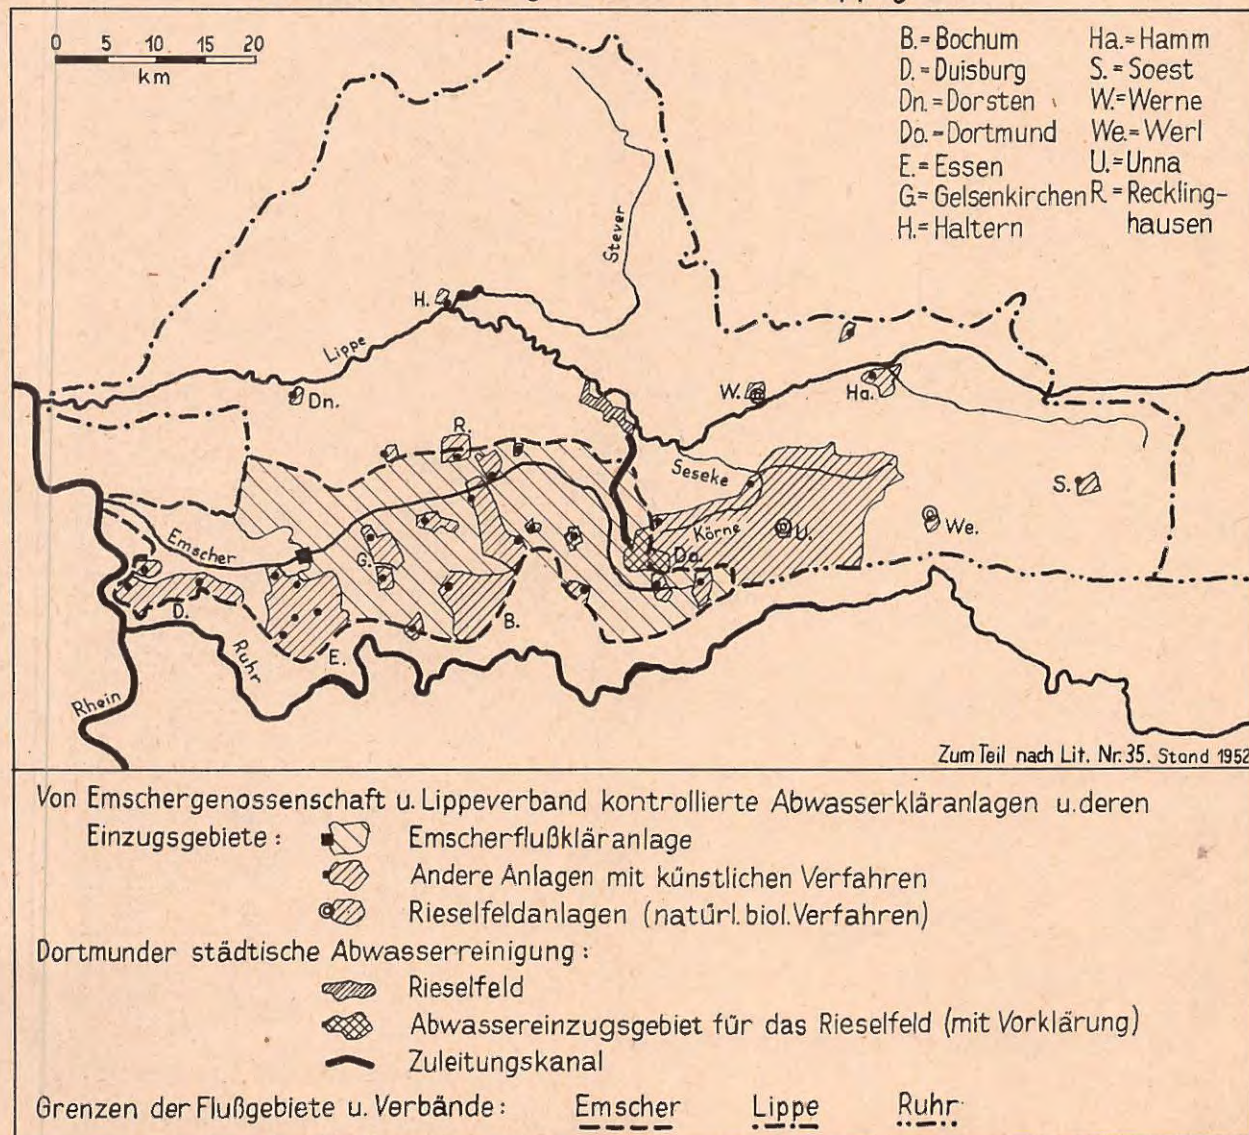 0 5 10 15 20
km
B.=Bochum
D.=Duisburg
Dn.=Dorsten
Do.=Dortmund
E.=Essen
G.=Gelsenkirchen
H.=Haltern
Ha.=Hamm
S.=Soest
W.=Werne
We.=Werl
U.=Unna
R.=Reckling-
hausen
Stever
H.
Lippe
Dn.
W.
Ha.
R.
Seseke
S.
Emscher
Körne
U.
We.
G.
Do.
D.
B.
E.
Ruhr
Rhein
Zum Teil nach Lit. Nr. 35. Stand 1952
Von Emschergenossenschaft u. Lippeverband kontrollierte Abwasserkläranlagen u. deren
Einzugsgebiete:
Emscherflußkläranlage
Andere Anlagen mit künstlichen Verfahren
Rieselfeldanlagen (natürl. biol. Verfahren)
Dortmunder städtische Abwasserreinigung:
Rieselfeld
Abwassereinzugsgebiet für das Rieselfeld (mit Vorklärung)
Zuleitungskanal
Grenzen der Flußgebiete u. Verbände: Emscher Lippe Ruhr